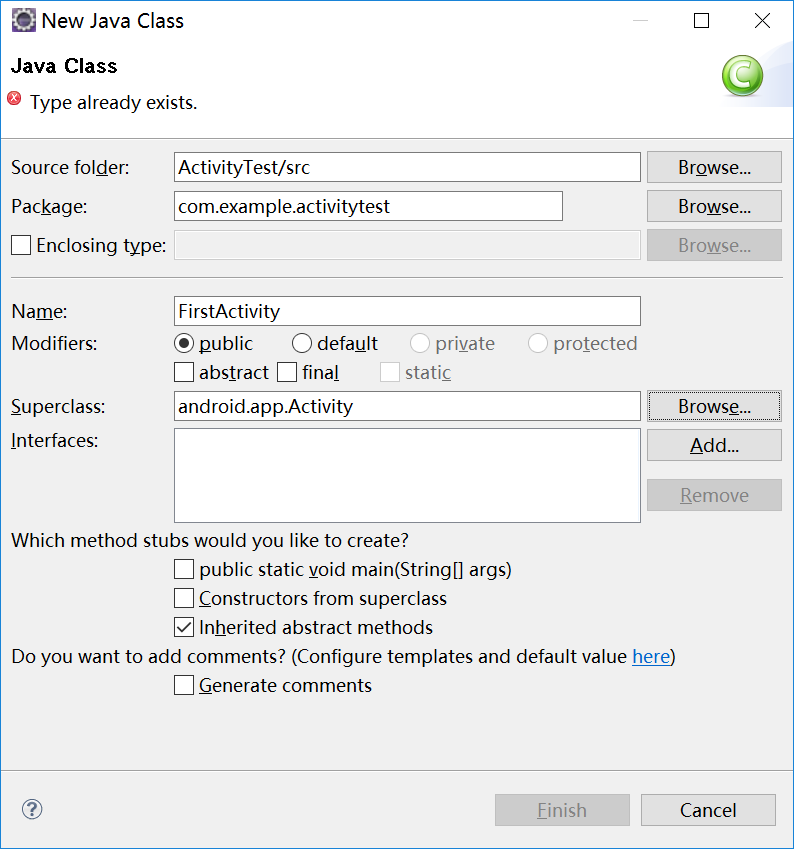 New Java Class
Java Class
Type already exists.
Source folder: ActivityTest/src Browse...
Package: com.example.activitytest Browse...
Enclosing type: Browse...
Name: FirstActivity
Modifiers: public default private protected
abstract final static
Superclass: android.app.Activity Browse...
Interfaces: Add...
Remove
Which method stubs would you like to create?
public static void main(String[] args)
Constructors from superclass
Inherited abstract methods
Do you want to add comments? (Configure templates and default value here)
Generate comments
? Finish Cancel